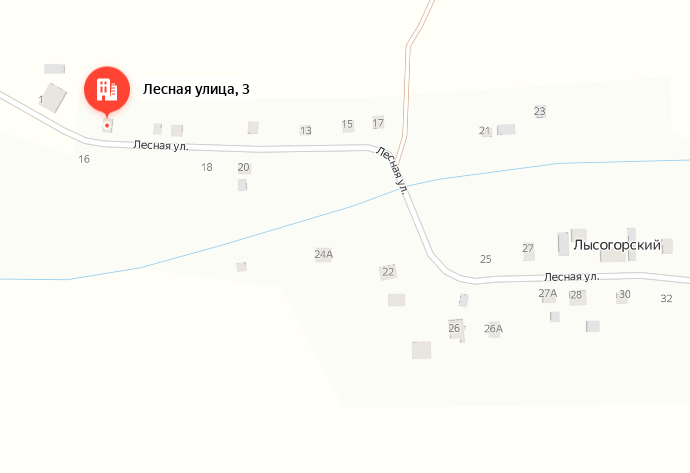 Лесная улица, 3
1
23
15
17
13
21
Лесная ул.
Лесная ул.
16
18
20
Лысогорский
27
24А
25
22
Лесная ул.
27А
28
30
32
26
26А